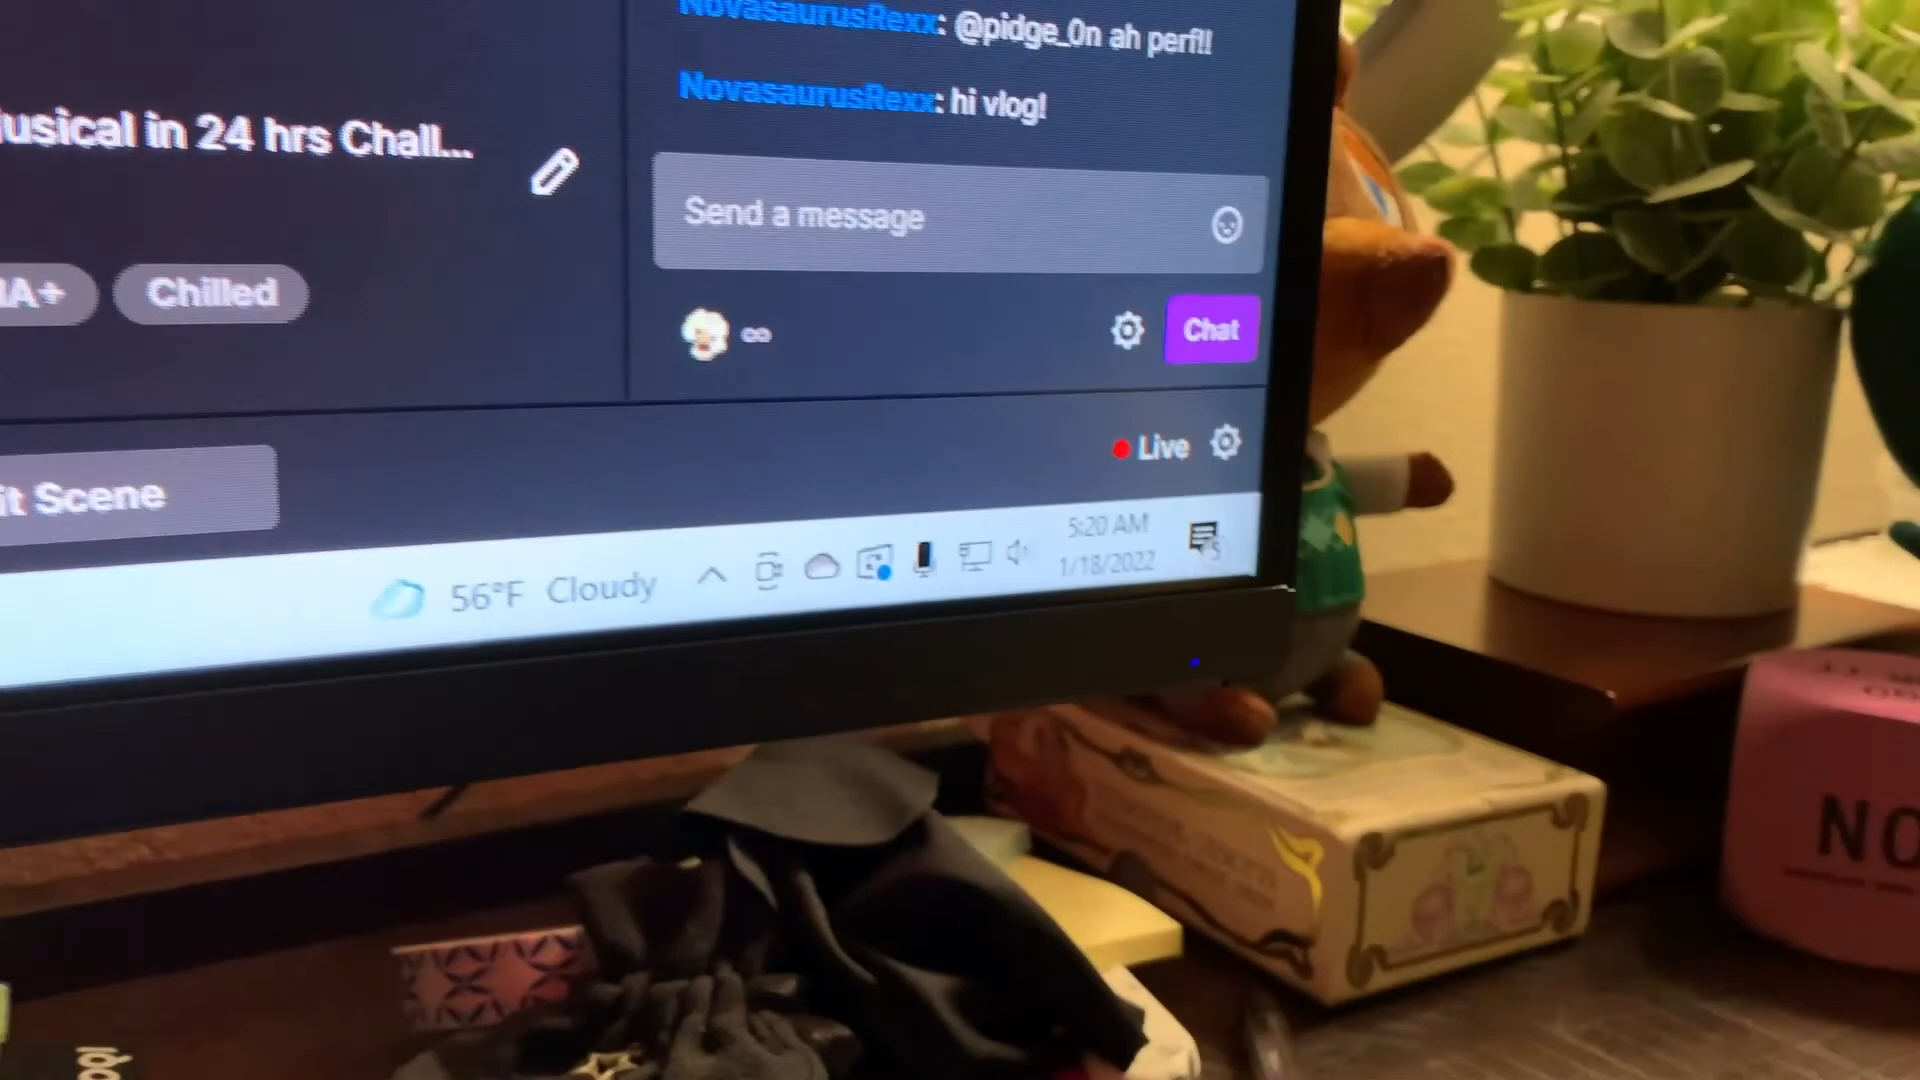 NovasaurusRexx: @pidge_0n ah perf!!
NovasaurusRexx: hi vlog!
usical in 24 hrs Chall...
Send a message
A+
Chilled
Chat
Live
it Scene
5:20 AM
56°F Cloudy
1/18/2022
5
NO